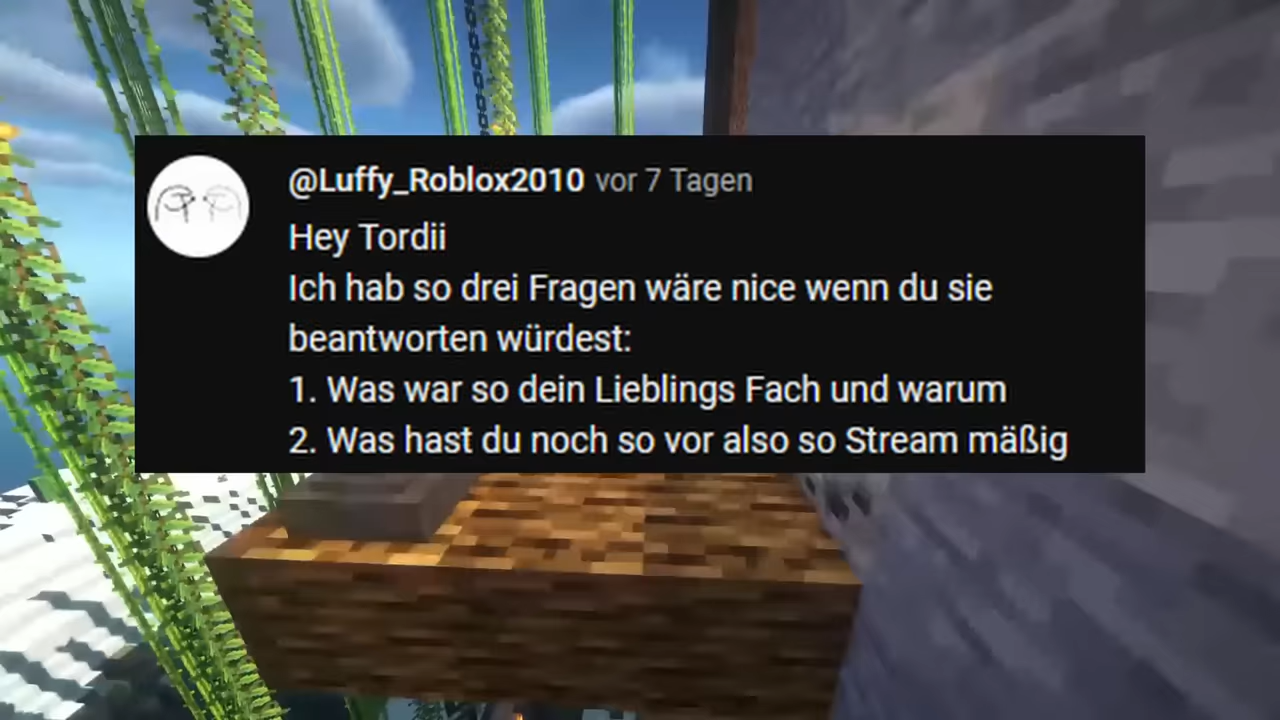 @Luffy_Roblox2010 vor 7 Tagen
Hey Tordii
Ich hab so drei Fragen wäre nice wenn du sie
beantworten würdest:
1. Was war so dein Lieblings Fach und warum
2. Was hast du noch so vor also so Stream mäßig